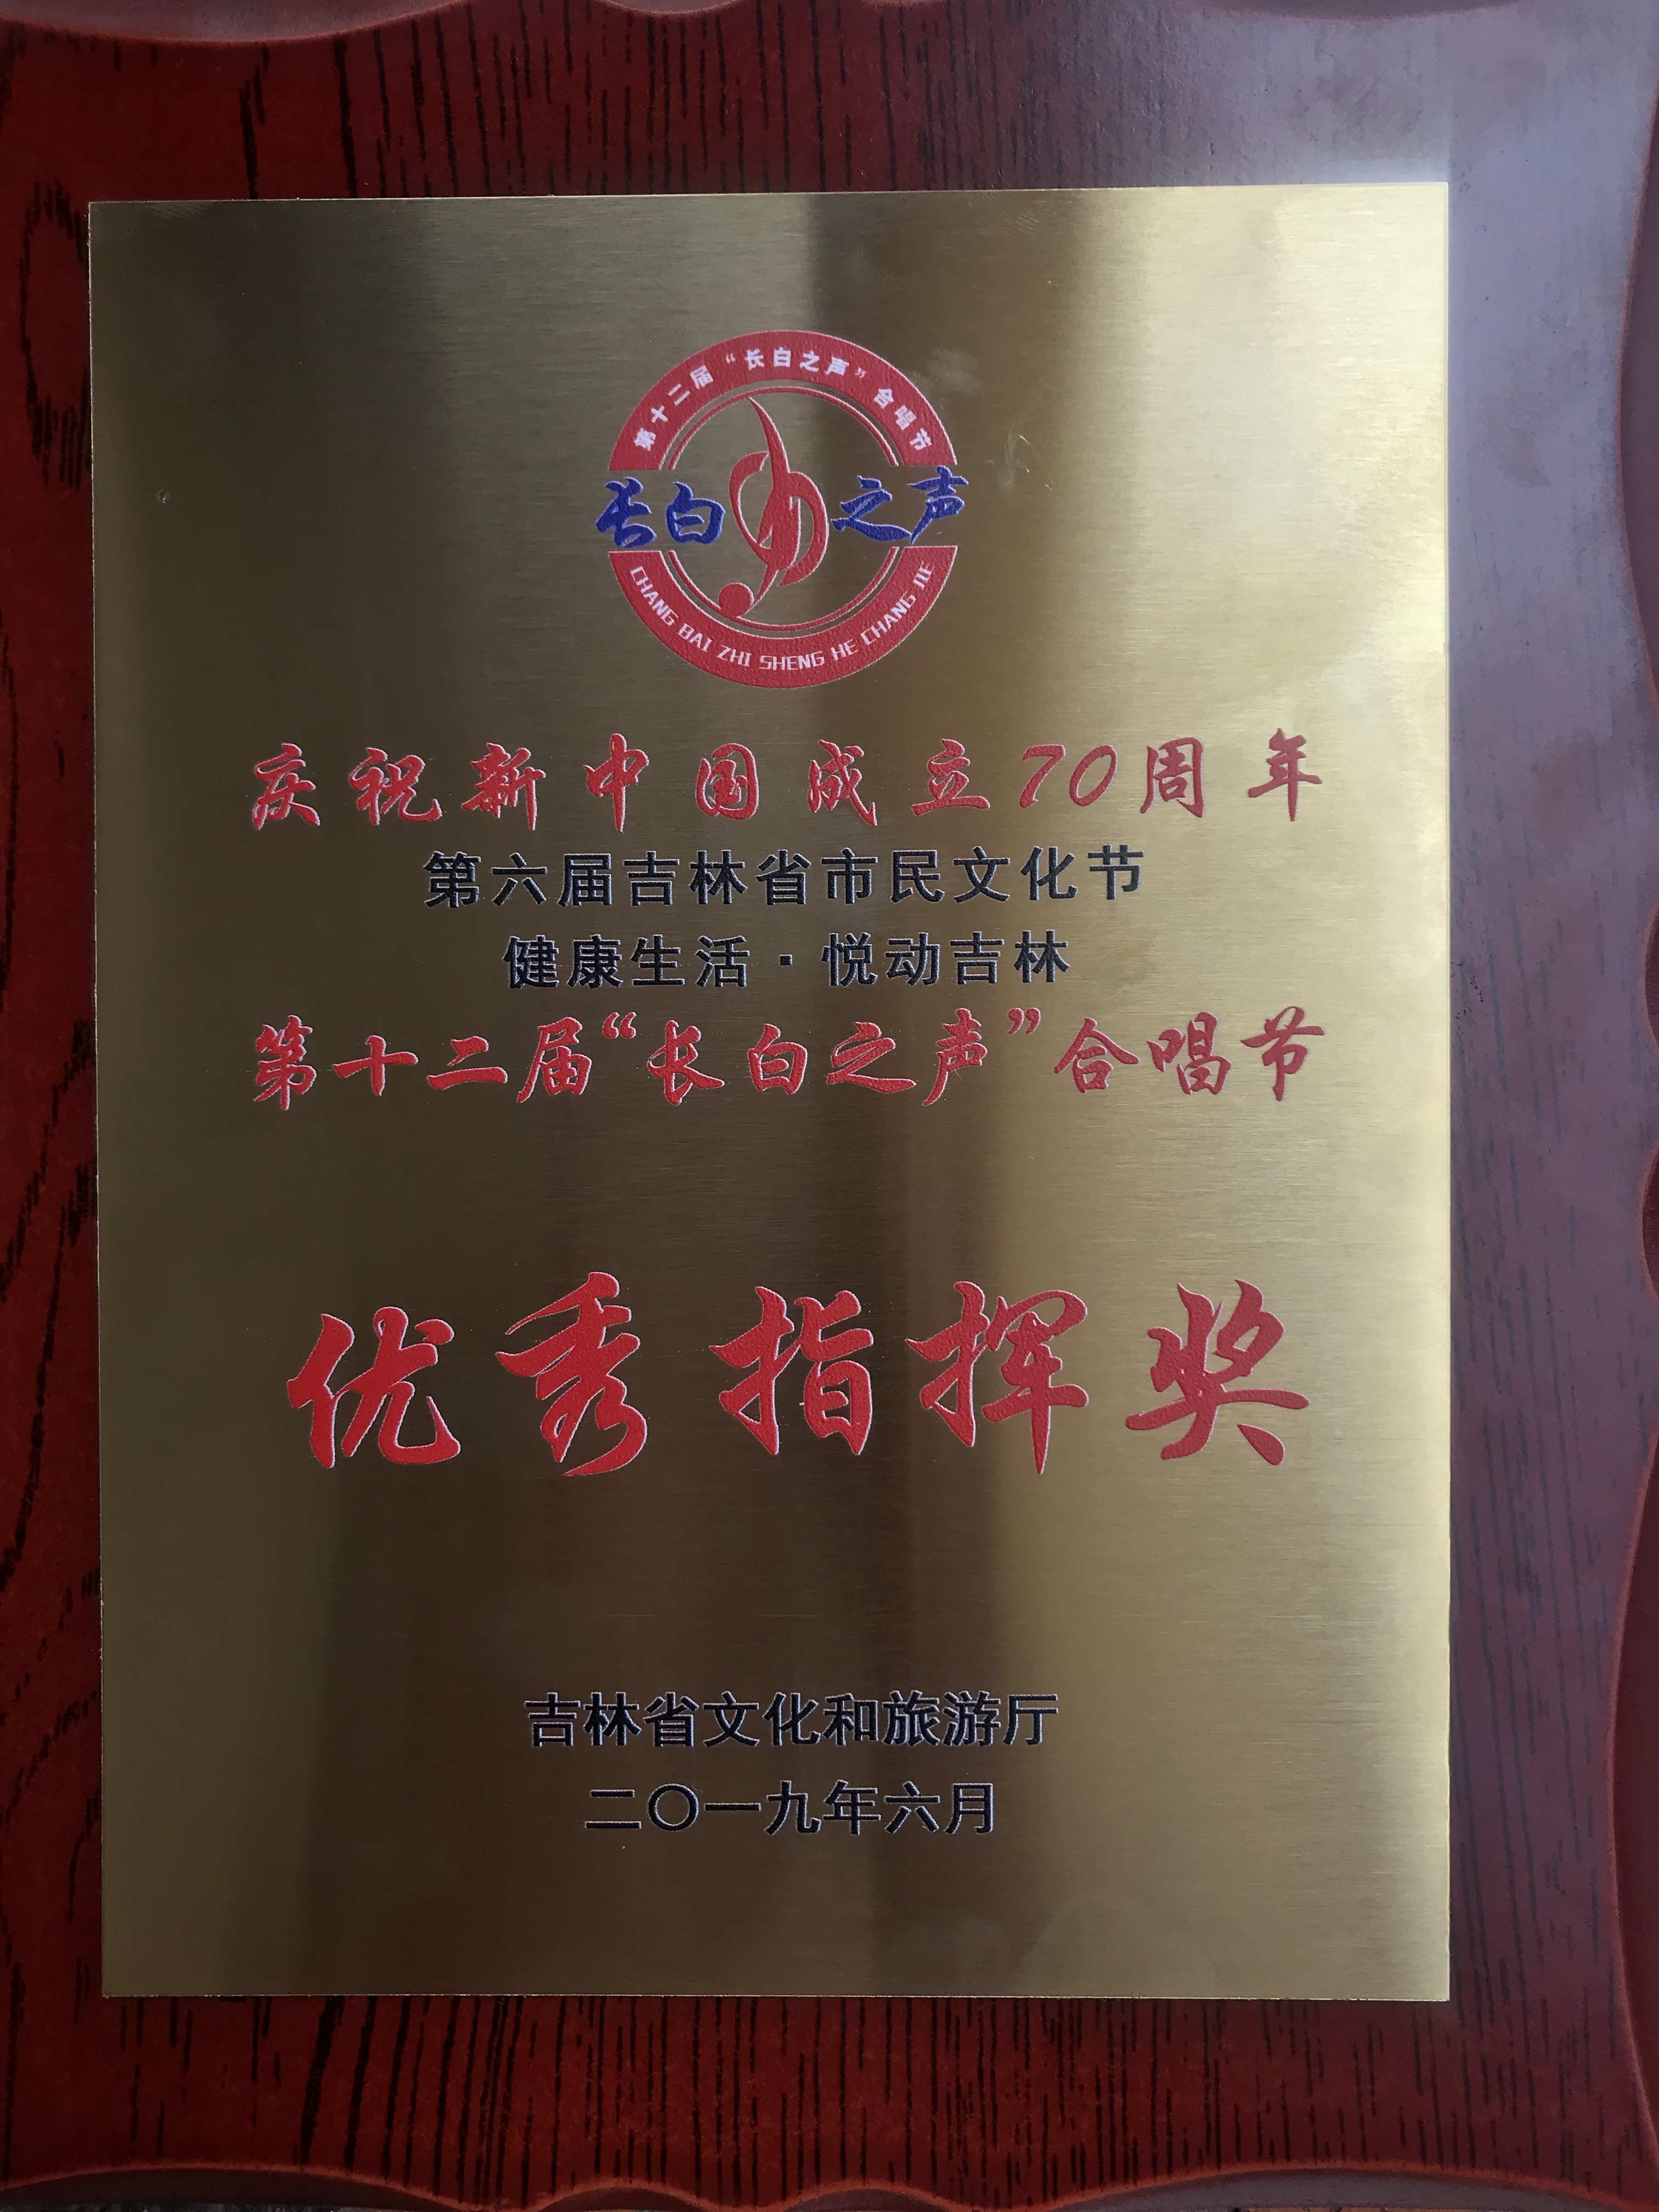 第十二届“长白之声”合唱节
长白之声
CHANG BAI ZHI SHENG HE CHANG JIE
庆祝新中国成立70周年
第六届吉林省市民文化节
健康生活·悦动吉林
第十二届“长白之声”合唱节
优秀指挥奖
吉林省文化和旅游厅
二〇一九年六月